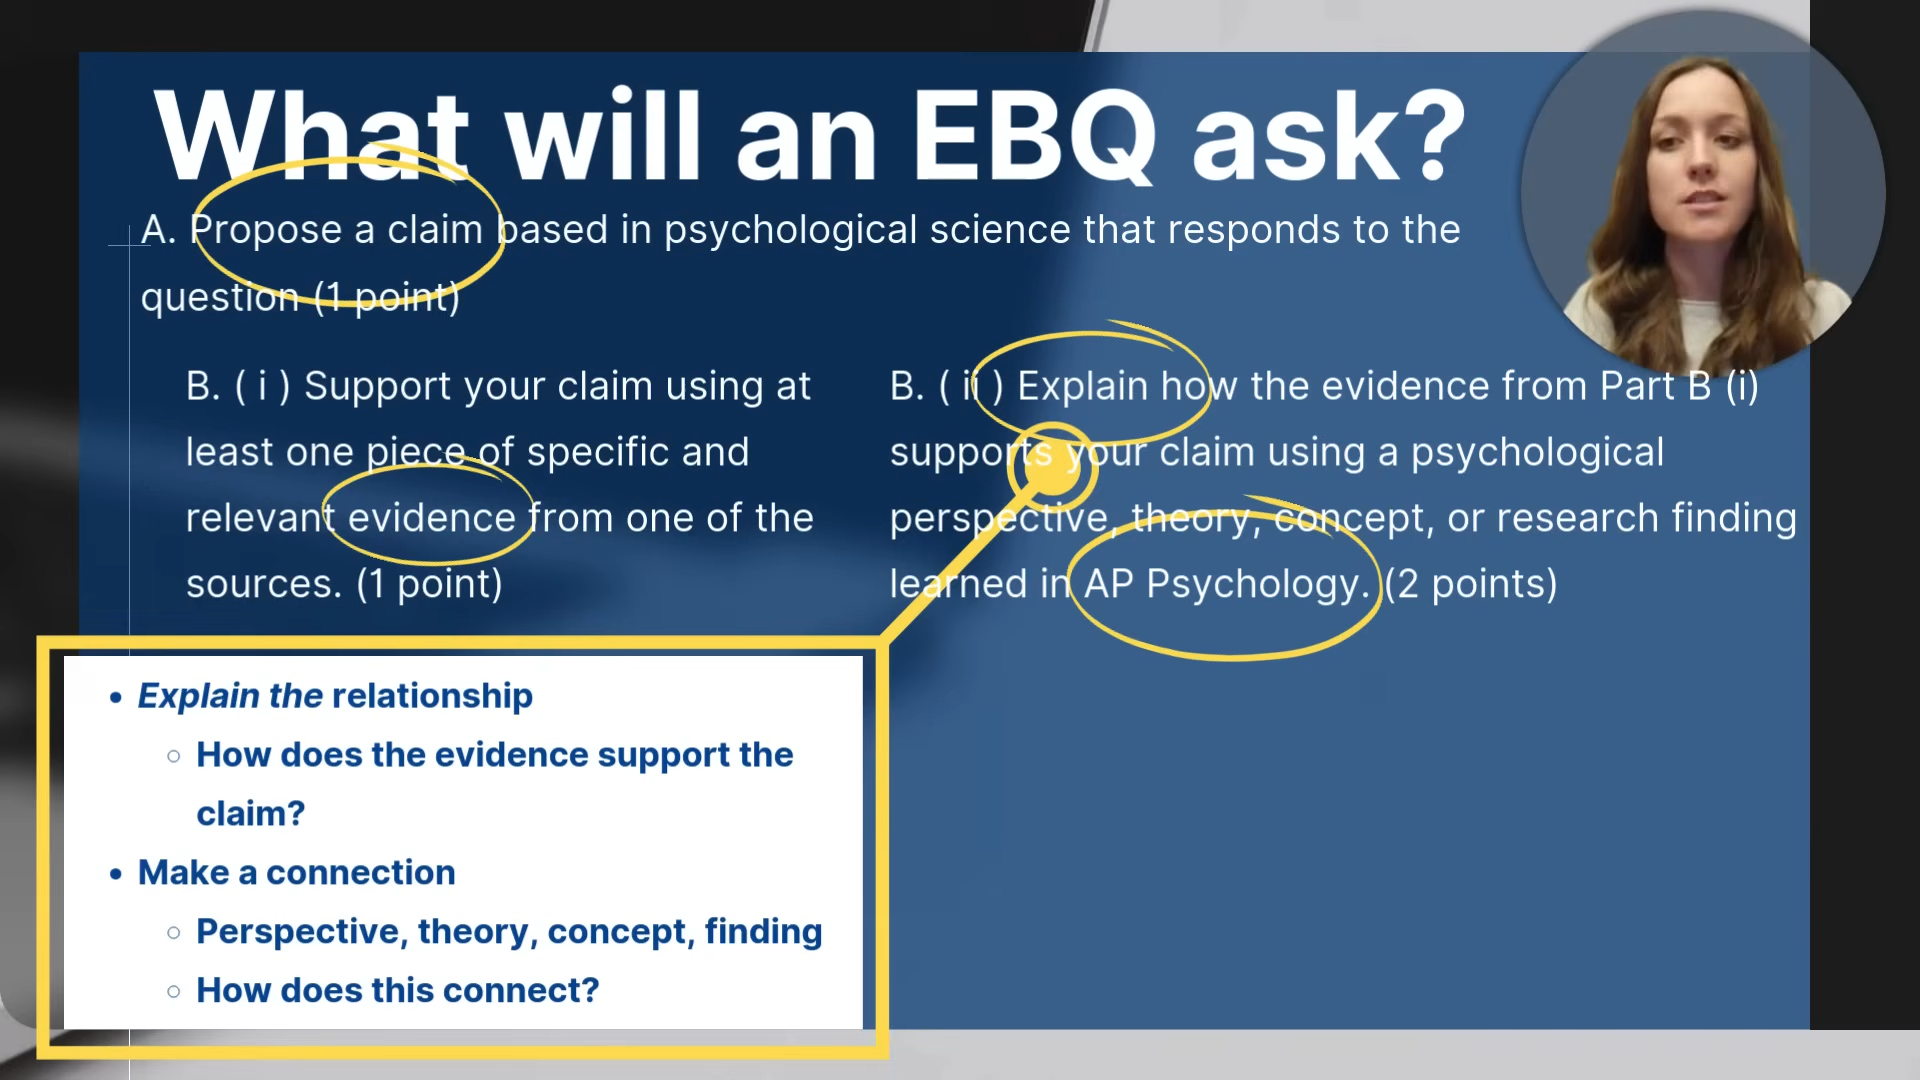 What will an EBQ ask?
A. Propose a claim based in psychological science that responds to the
question (1 point)
B. ( i ) Support your claim using at
least one piece of specific and
relevant evidence from one of the
sources. (1 point)
B. ( ii ) Explain how the evidence from Part B (i)
supports your claim using a psychological
perspective, theory, concept, or research finding
learned in AP Psychology. (2 points)
• Explain the relationship
○ How does the evidence support the
claim?
• Make a connection
○ Perspective, theory, concept, finding
○ How does this connect?